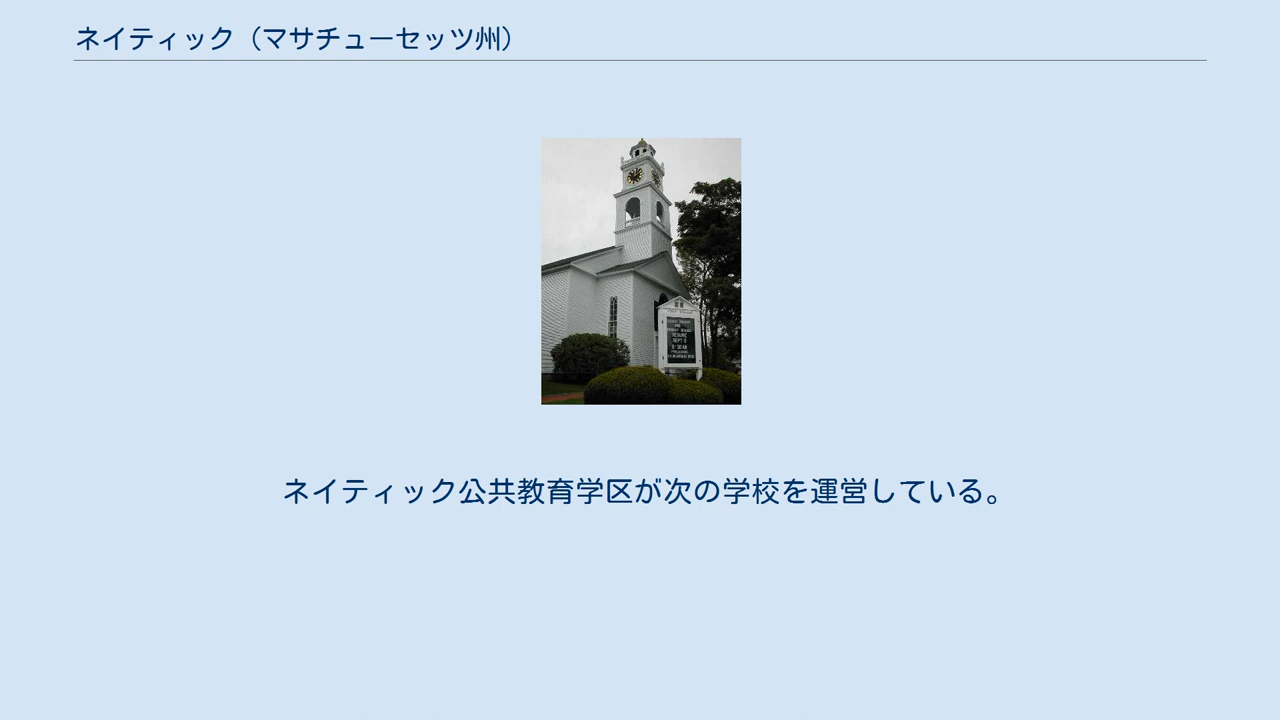 ネイティック（マサチューセッツ州）
SEPT 8
ネイティック公共教育学区が次の学校を運営している。